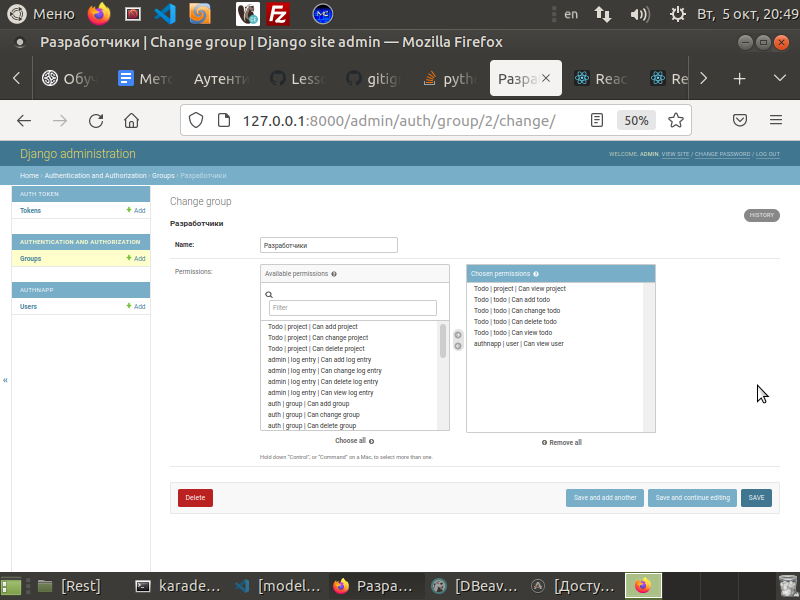 Меню
en
Вт, 5 окт, 20:49
Разработчики | Change group | Django site admin — Mozilla Firefox
Обу
Мето
Аутенти
Lesso
gitig
pyth
Разра
Reac
Re
127.0.0.1:8000/admin/auth/group/2/change/
50%
Django administration
WELCOME, ADMIN. VIEW SITE / CHANGE PASSWORD / LOG OUT
Home › Authentication and Authorization › Groups › Разработчики
AUTH TOKEN
Tokens
+ Add
AUTHENTICATION AND AUTHORIZATION
Groups
+ Add
AUTHNAPP
Users
+ Add
«
Change group
HISTORY
Разработчики
Name:
Разработчики
Permissions:
Available permissions
Filter
Todo | project | Can add project
Todo | project | Can change project
Todo | project | Can delete project
admin | log entry | Can add log entry
admin | log entry | Can change log entry
admin | log entry | Can delete log entry
admin | log entry | Can view log entry
auth | group | Can add group
auth | group | Can change group
auth | group | Can delete group
Choose all
Chosen permissions
Todo | project | Can view project
Todo | todo | Can add todo
Todo | todo | Can change todo
Todo | todo | Can delete todo
Todo | todo | Can view todo
authnapp | user | Can view user
Remove all
Hold down "Control", or "Command" on a Mac, to select more than one.
Delete
Save and add another
Save and continue editing
SAVE
[Rest]
karade...
[model...
Разра...
[DBeav...
[Досту...